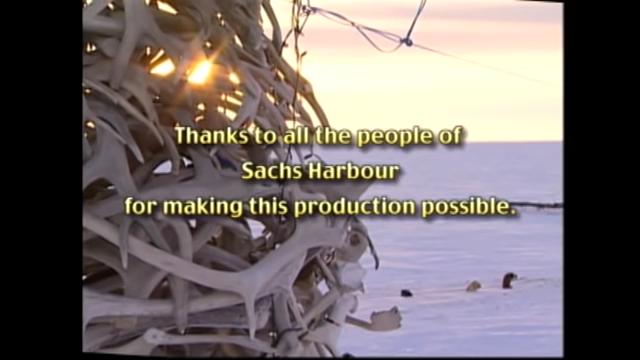 Thanks to all the people of
Sachs Harbour
for making this production possible.